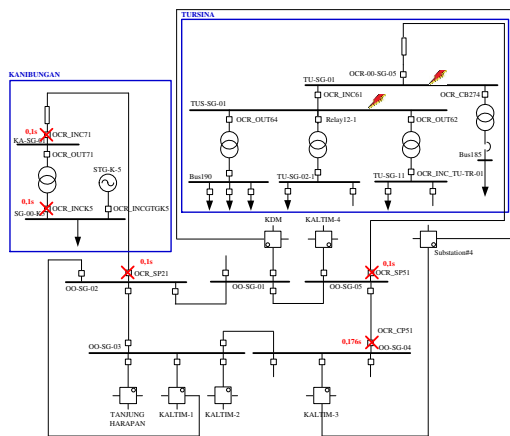 TURSINA
OCR-00-SG-05
TU-SG-01
OCR_INC61
OCR_CB274
TUS-SG-01
OCR_OUT64
Relay12-1
OCR_OUT62
Bus185
OCR_INC_TU-TR-01
Bus190
TU-SG-02-1
TU-SG-11
KANIBUNGAN
0,1s
OCR_INC71
KA-SG-01
OCR_OUT71
STG-K-5
0,1s
OCR_INCK5
OCR_INCGTGK5
SG-00-K5
KDM
KALTIM-4
Substation#4
0,1s
OCR_SP21
OO-SG-02
OO-SG-01
OO-SG-05
0,1s
OCR_SP51
OCR_CP51
0,176s
OO-SG-03
OO-SG-04
TANJUNG
HARAPAN
KALTIM-1
KALTIM-2
KALTIM-3